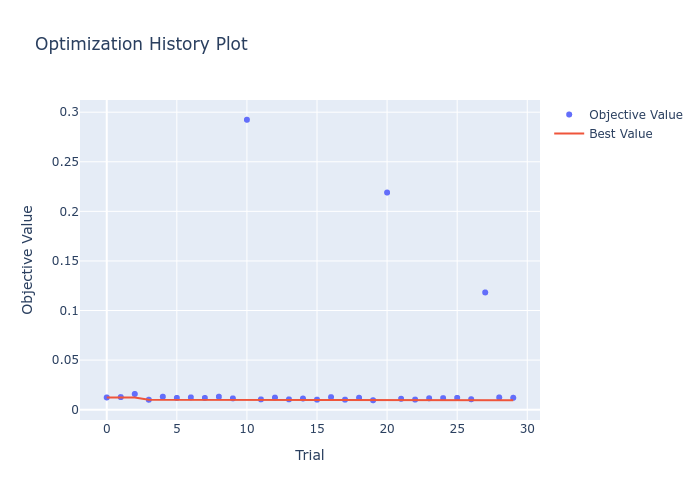 Optimization History Plot
Objective Value
Best Value
0.3
0.25
0.2
0.15
0.1
0.05
0
Objective Value
0
5
10
15
20
25
30
Trial